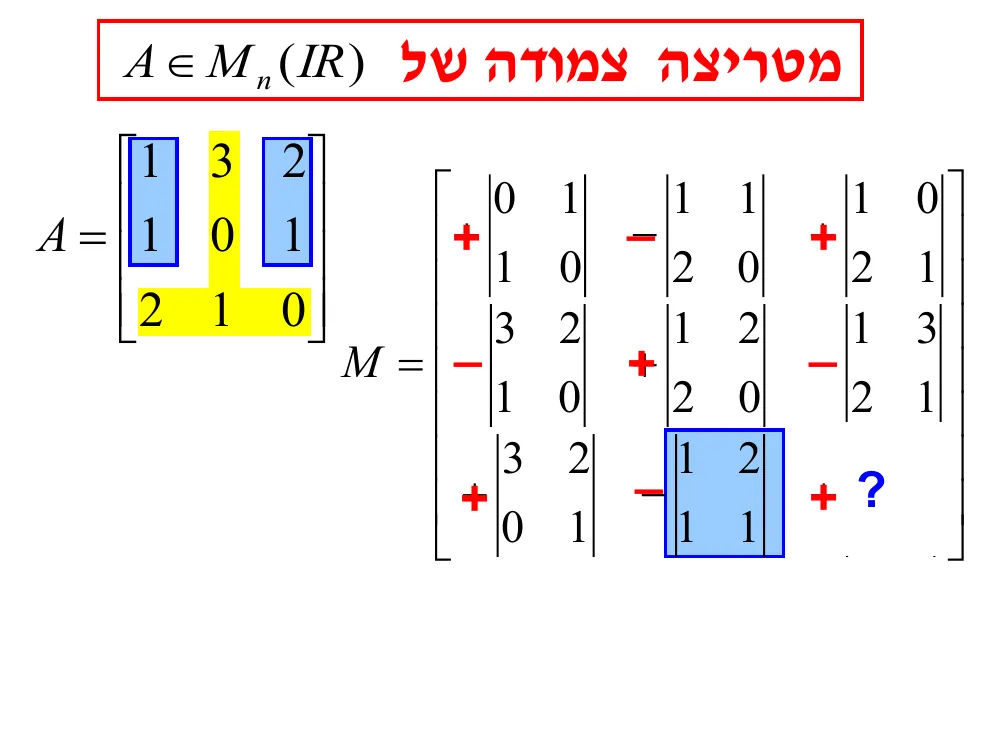 מטריצה צמודה של A ∈ M_n (IR)
A = [ 1 3 2
1 0 1
2 1 0 ]
M = [ + |0 1 − |1 1 + |1 0
1 0| 2 0| 2 1|
− |3 2 + |1 2 − |1 3
1 0| 2 0| 2 1|
+ |3 2 − |1 2 + ?
0 1| 1 1| ]